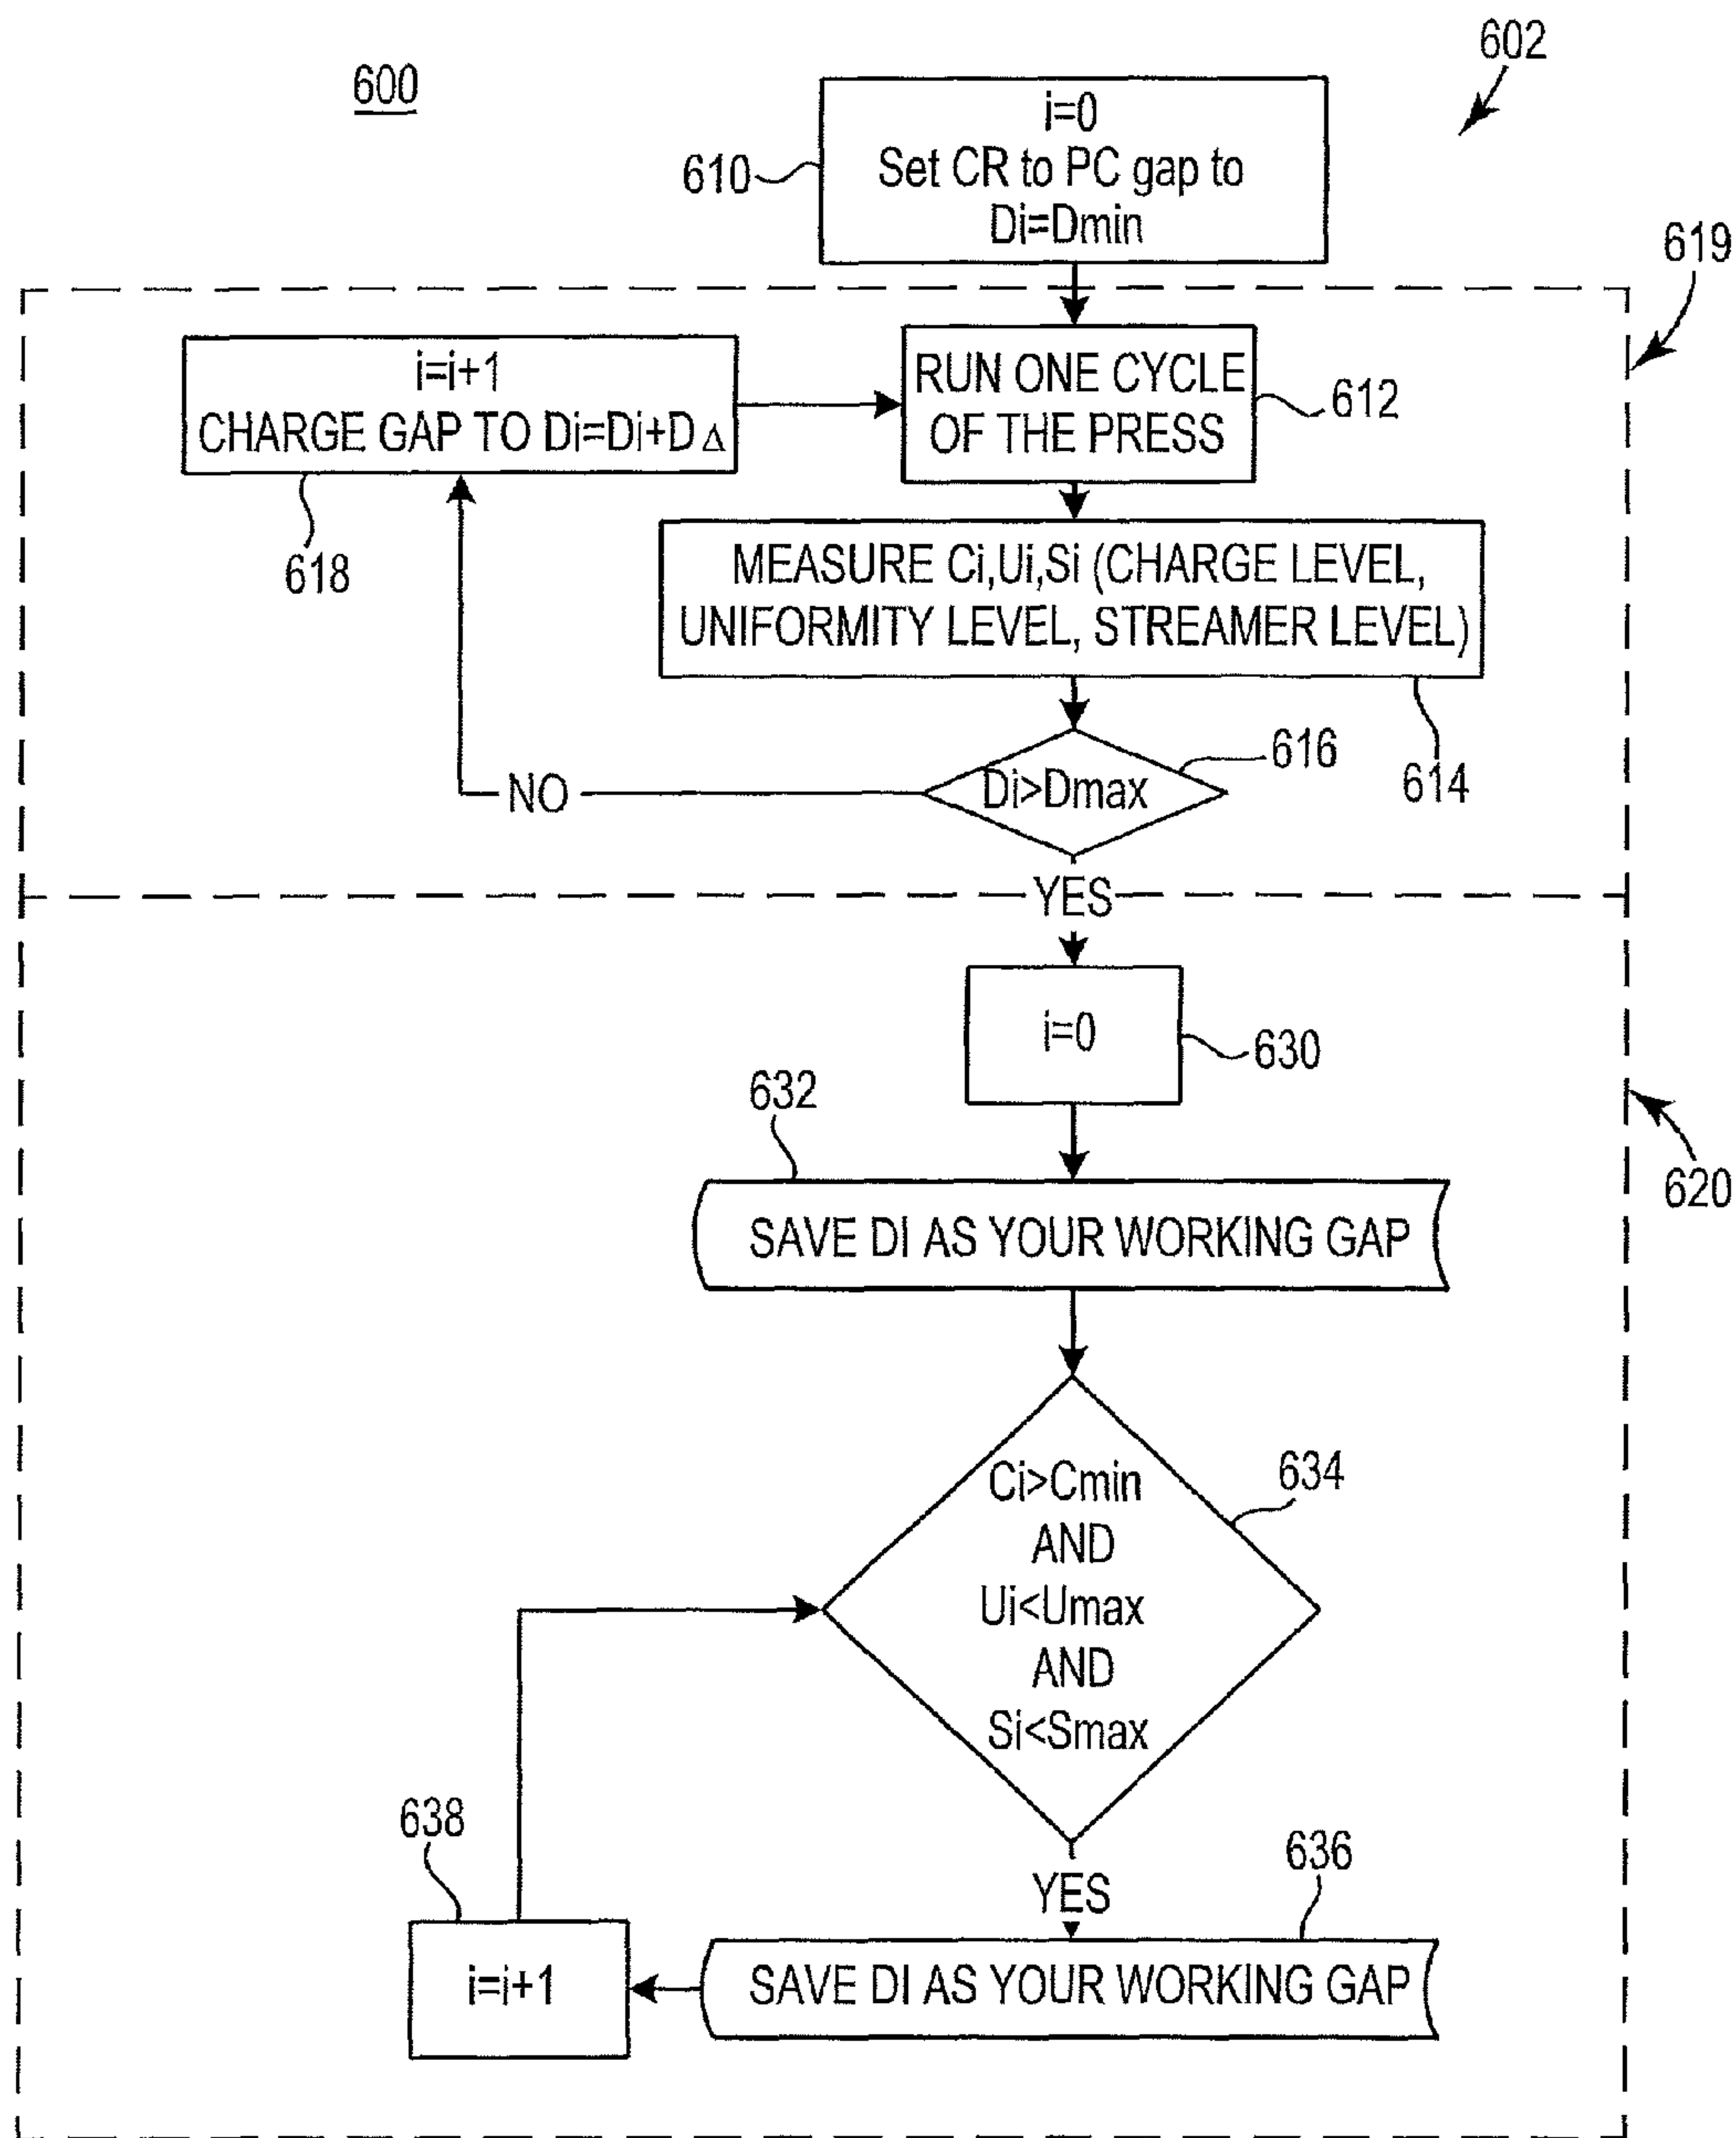 602
600
i=0
Set CR to PC gap to
Di=Dmin
610
619
i=i+1
CHARGE GAP TO Di=Di+D Δ
618
RUN ONE CYCLE
OF THE PRESS
612
MEASURE Ci,Ui,Si (CHARGE LEVEL,
UNIFORMITY LEVEL, STREAMER LEVEL)
614
Di>Dmax
616
NO
YES
i=0
630
620
632
SAVE DI AS YOUR WORKING GAP
Ci>Cmin
AND
Ui<Umax
AND
Si<Smax
634
YES
636
SAVE DI AS YOUR WORKING GAP
638
i=i+1